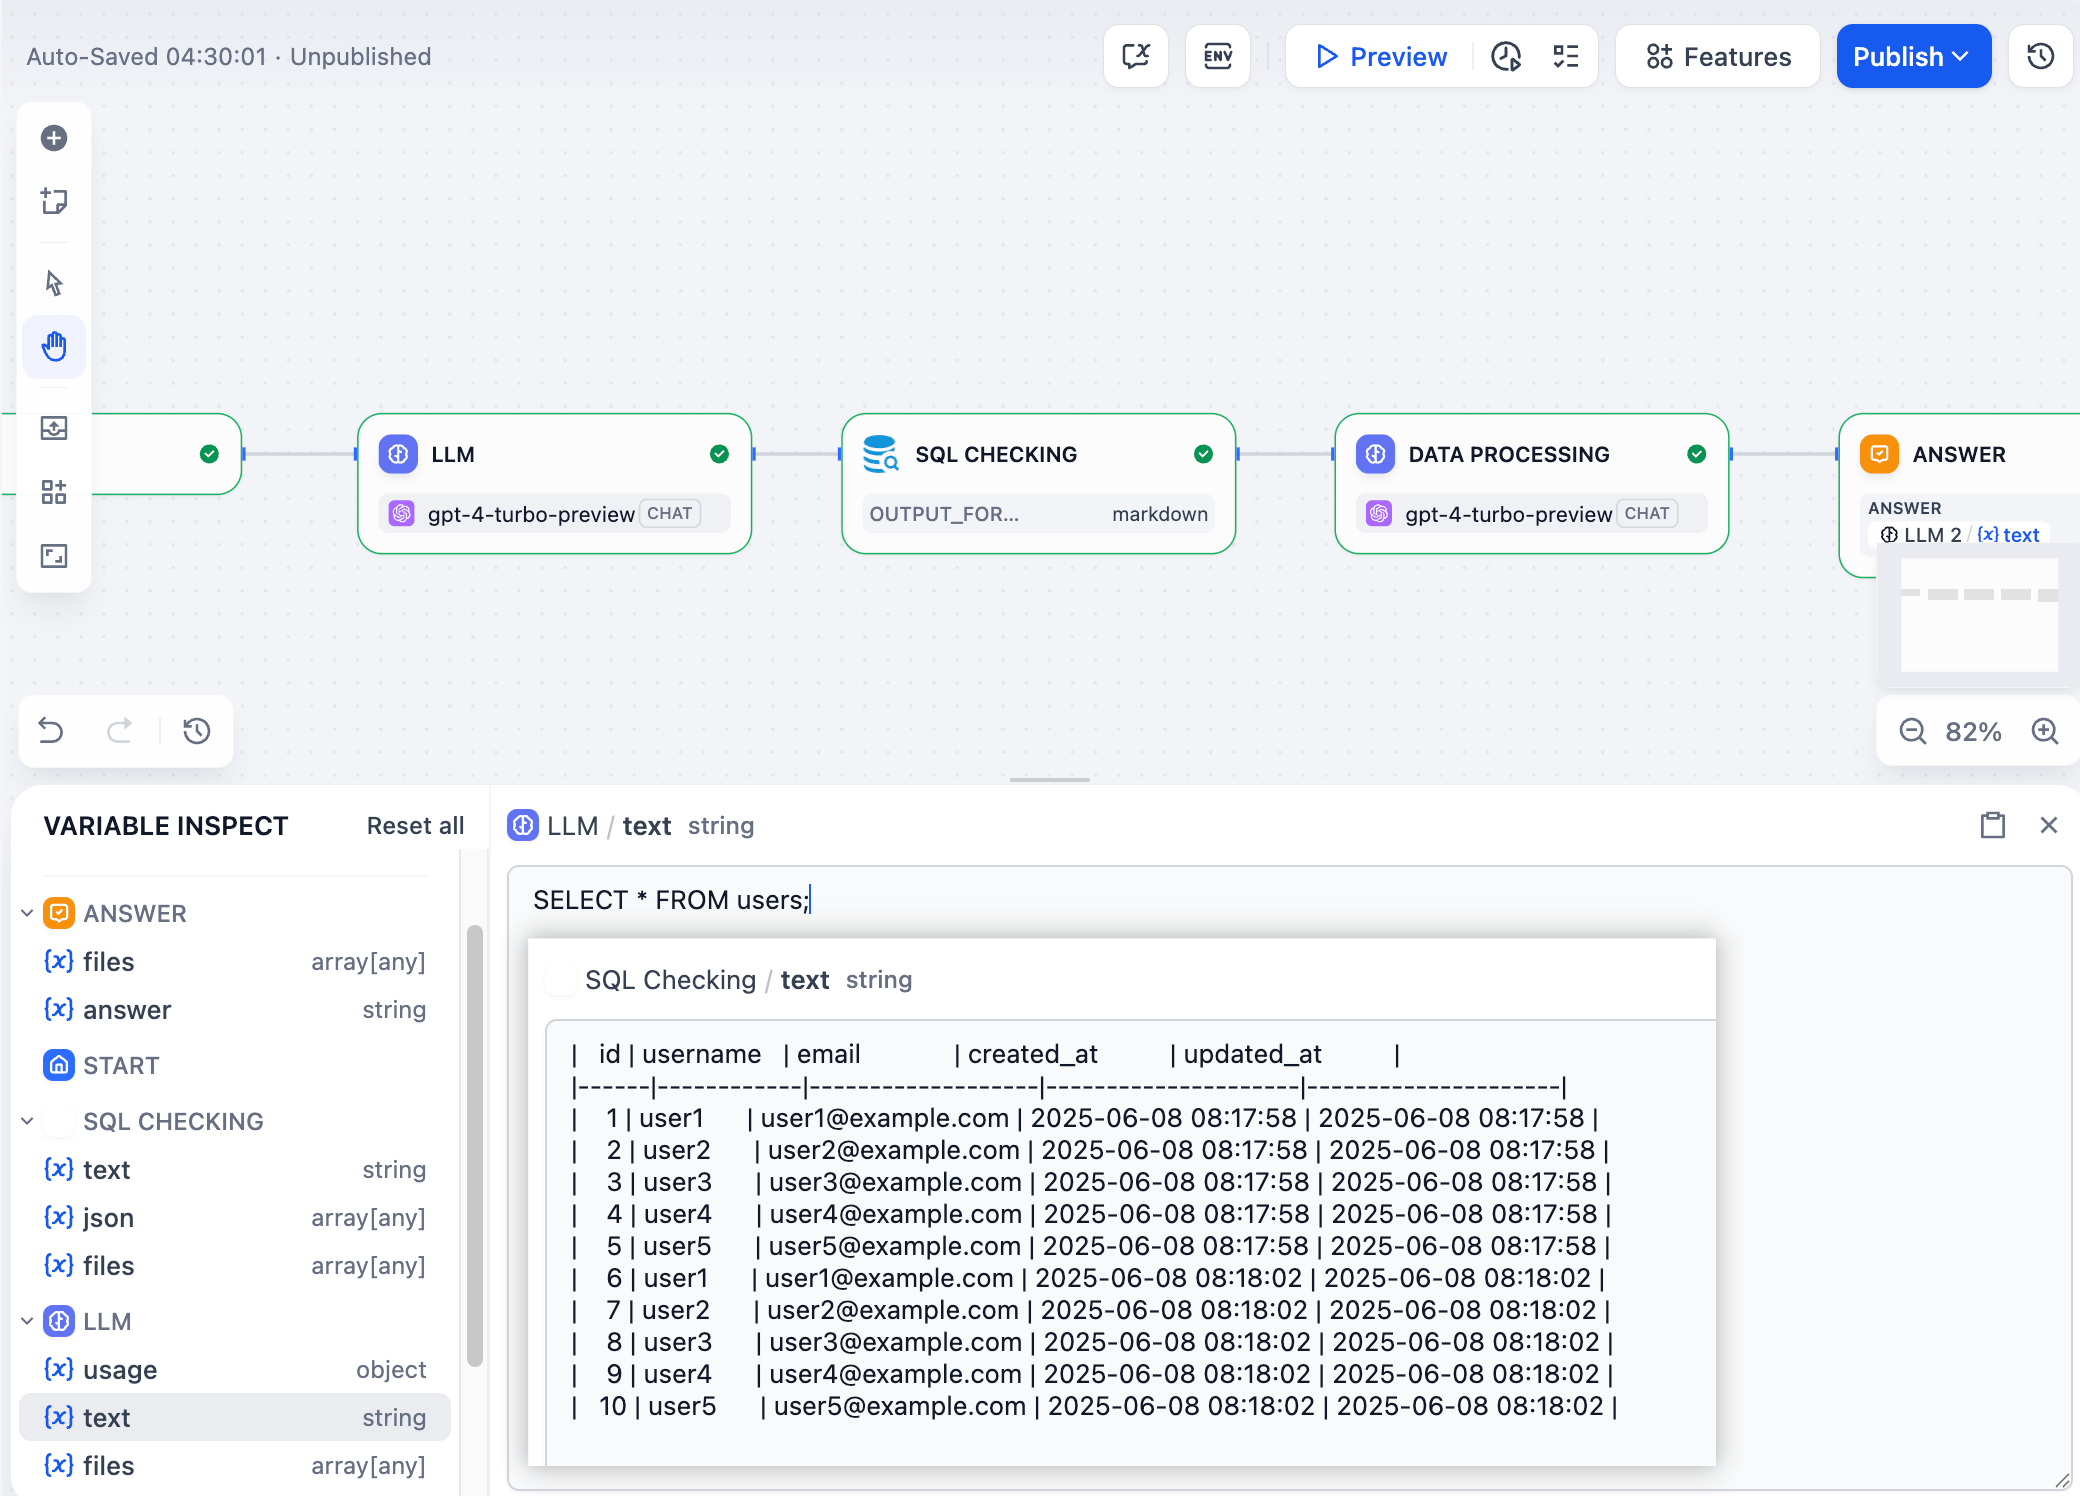 Auto-Saved 04:30:01 · Unpublished
ENV
Preview
Features
Publish
LLM
gpt-4-turbo-preview CHAT
SQL CHECKING
OUTPUT_FOR... markdown
DATA PROCESSING
gpt-4-turbo-preview CHAT
ANSWER
ANSWER
LLM 2 / {x} text
82%
VARIABLE INSPECT Reset all
ANSWER
{x} files array[any]
{x} answer string
START
SQL CHECKING
{x} text string
{x} json array[any]
{x} files array[any]
LLM
{x} usage object
{x} text string
{x} files array[any]
LLM / text string
SELECT * FROM users;
SQL Checking / text string
| id | username | email | created_at | updated_at |
|------|------------|-------------------|---------------------|---------------------|
| 1 | user1 | user1@example.com | 2025-06-08 08:17:58 | 2025-06-08 08:17:58 |
| 2 | user2 | user2@example.com | 2025-06-08 08:17:58 | 2025-06-08 08:17:58 |
| 3 | user3 | user3@example.com | 2025-06-08 08:17:58 | 2025-06-08 08:17:58 |
| 4 | user4 | user4@example.com | 2025-06-08 08:17:58 | 2025-06-08 08:17:58 |
| 5 | user5 | user5@example.com | 2025-06-08 08:17:58 | 2025-06-08 08:17:58 |
| 6 | user1 | user1@example.com | 2025-06-08 08:18:02 | 2025-06-08 08:18:02 |
| 7 | user2 | user2@example.com | 2025-06-08 08:18:02 | 2025-06-08 08:18:02 |
| 8 | user3 | user3@example.com | 2025-06-08 08:18:02 | 2025-06-08 08:18:02 |
| 9 | user4 | user4@example.com | 2025-06-08 08:18:02 | 2025-06-08 08:18:02 |
| 10 | user5 | user5@example.com | 2025-06-08 08:18:02 | 2025-06-08 08:18:02 |